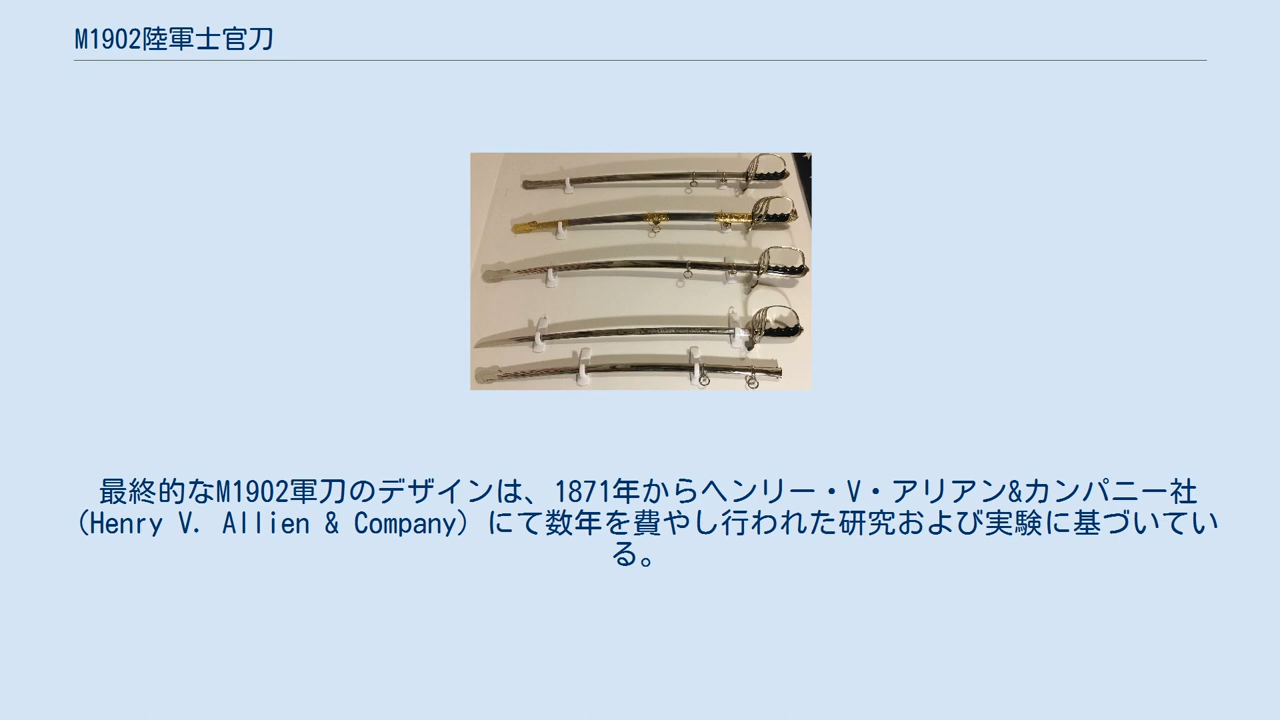 M1902陸軍士官刀
最終的なM1902軍刀のデザインは、1871年からヘンリー・V・アリアン&カンパニー社
(Henry V. Allien & Company) にて数年を費やし行われた研究および実験に基づいてい
る。